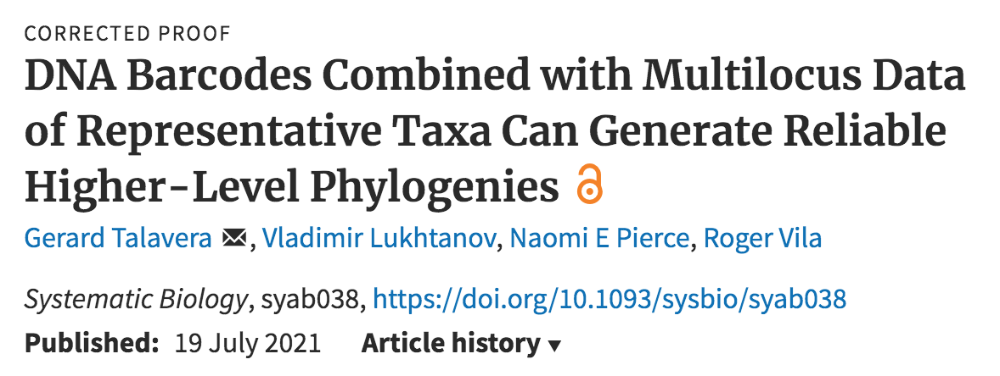 CORRECTED PROOF
DNA Barcodes Combined with Multilocus Data
of Representative Taxa Can Generate Reliable
Higher-Level Phylogenies
Gerard Talavera, Vladimir Lukhtanov, Naomi E Pierce, Roger Vila
Systematic Biology, syab038, https://doi.org/10.1093/sysbio/syab038
Published: 19 July 2021 Article history